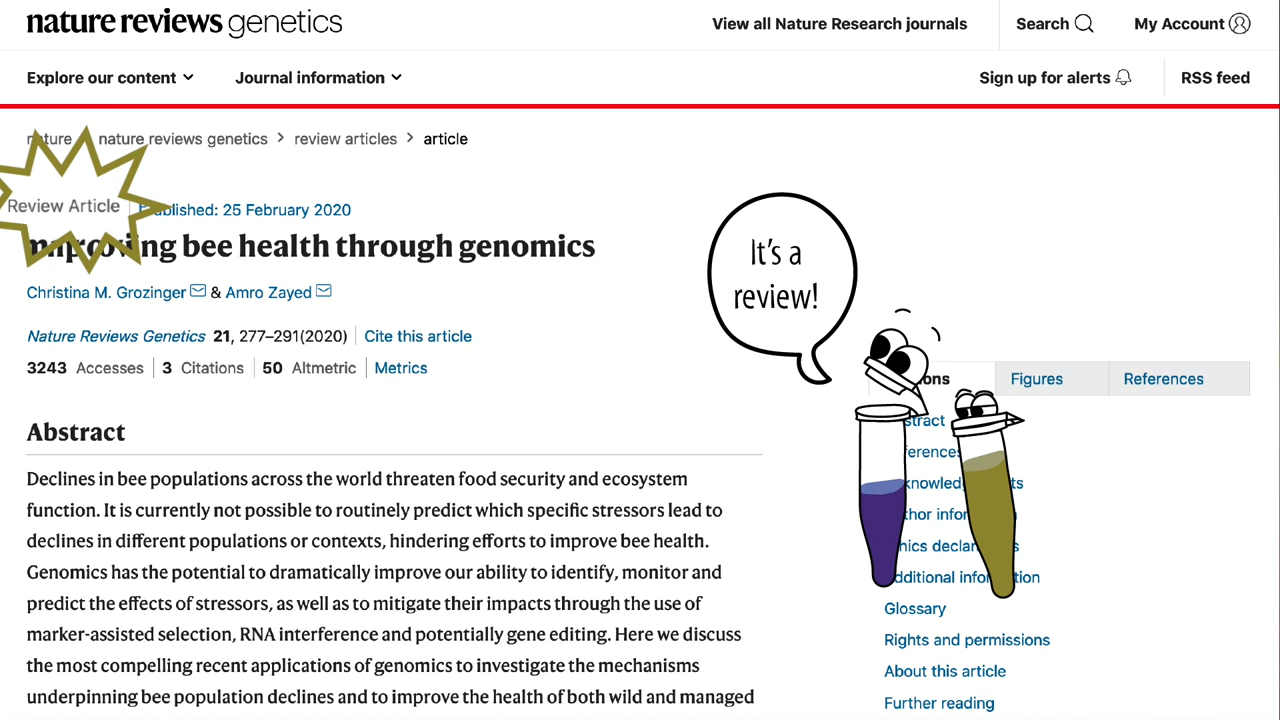 nature reviews genetics
View all Nature Research journals
Search
My Account
Explore our content
Journal information
Sign up for alerts
RSS feed
nature reviews genetics > review articles > article
Review Article
Published: 25 February 2020
Improving bee health through genomics
Christina M. Grozinger & Amro Zayed
Nature Reviews Genetics 21, 277–291(2020) Cite this article
3243 Accesses 3 Citations 50 Altmetric Metrics
It's a
review!
Figures
References
Abstract
Declines in bee populations across the world threaten food security and ecosystem
function. It is currently not possible to routinely predict which specific stressors lead to
declines in different populations or contexts, hindering efforts to improve bee health.
Genomics has the potential to dramatically improve our ability to identify, monitor and
predict the effects of stressors, as well as to mitigate their impacts through the use of
marker-assisted selection, RNA interference and potentially gene editing. Here we discuss
the most compelling recent applications of genomics to investigate the mechanisms
underpinning bee population declines and to improve the health of both wild and managed
Glossary
Rights and permissions
About this article
Further reading